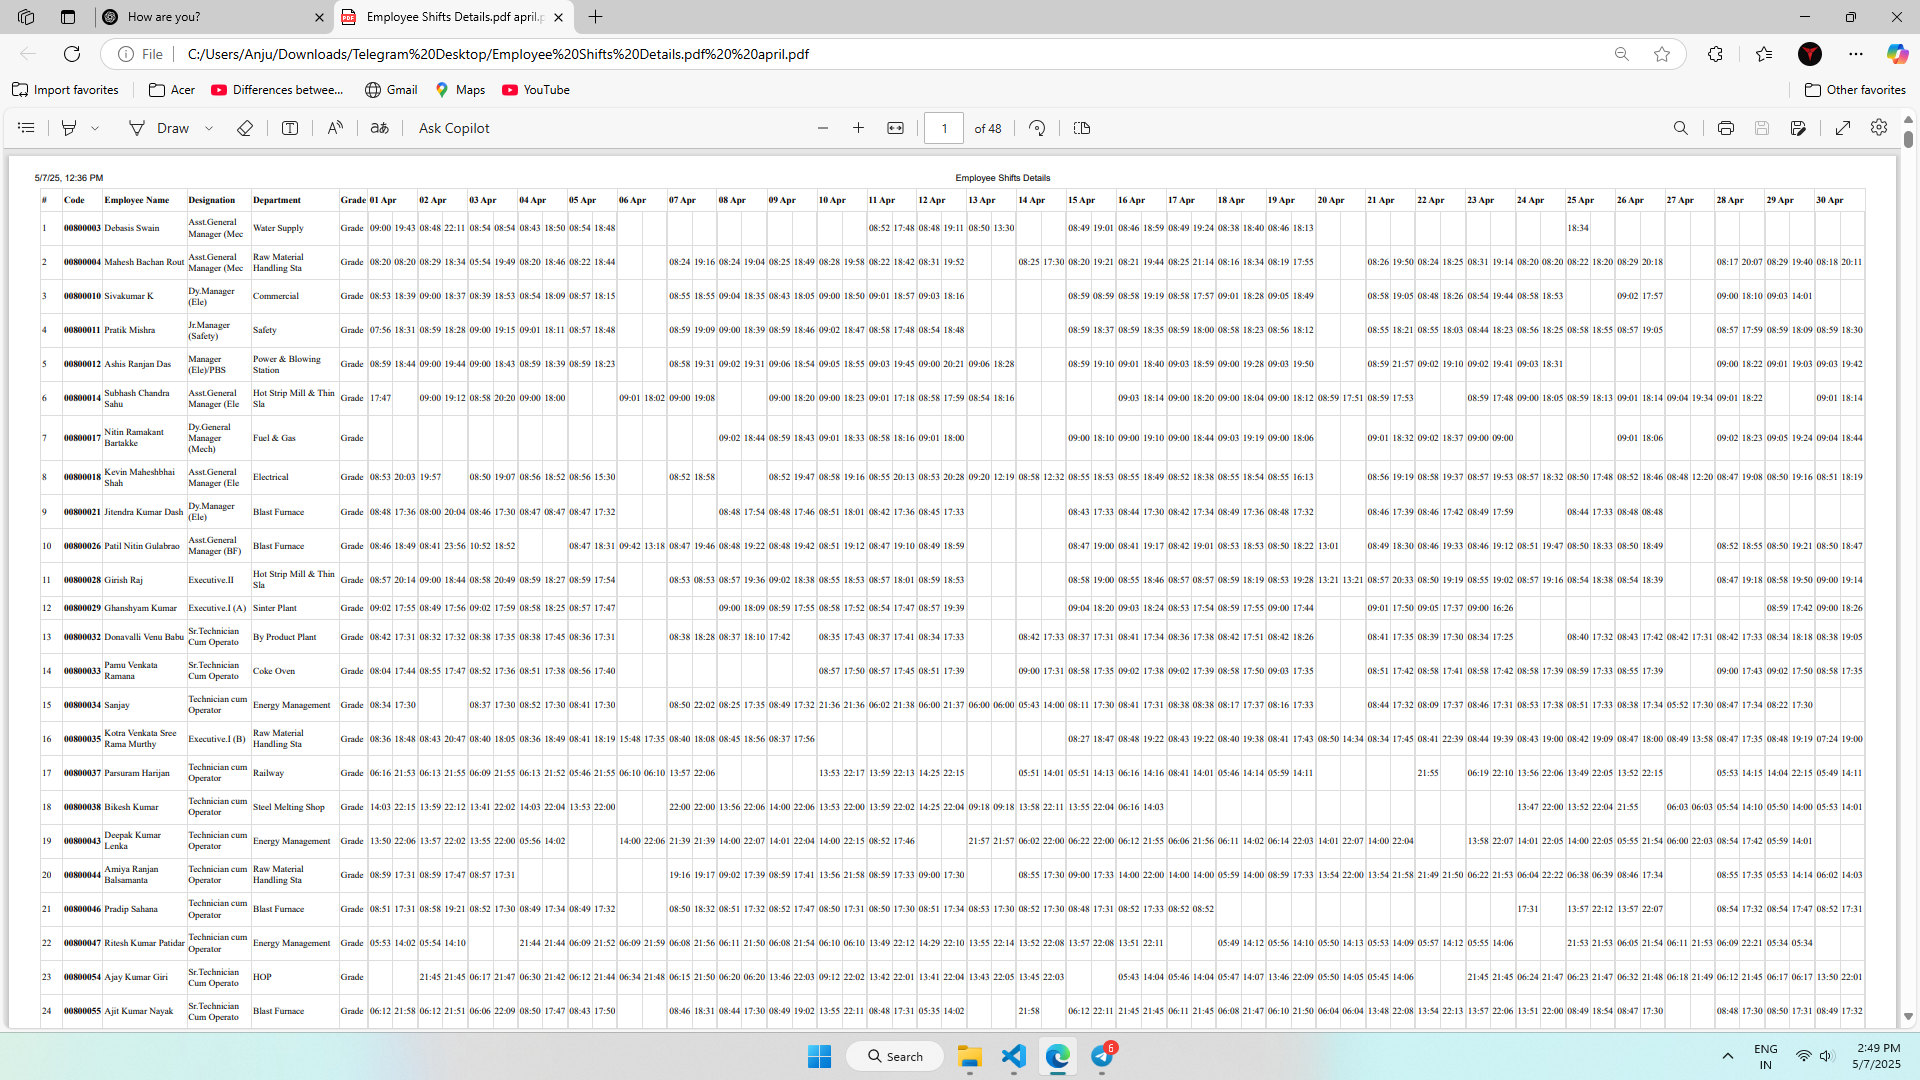 How are you?
Employee Shifts Details.pdf april.p
File C:/Users/Anju/Downloads/Telegram%20Desktop/Employee%20Shifts%20Details.pdf%20%20april.pdf
Import favorites Acer Differences betwee... Gmail Maps YouTube Other favorites
Draw Ask Copilot 1 of 48
5/7/25, 12:36 PM Employee Shifts Details
# Code Employee Name Designation Department Grade 01 Apr 02 Apr 03 Apr 04 Apr 05 Apr 06 Apr 07 Apr 08 Apr 09 Apr 10 Apr 11 Apr 12 Apr 13 Apr 14 Apr 15 Apr 16 Apr 17 Apr 18 Apr 19 Apr 20 Apr 21 Apr 22 Apr 23 Apr 24 Apr 25 Apr 26 Apr 27 Apr 28 Apr 29 Apr 30 Apr
1 00800003 Debasis Swain Asst.General Manager (Mec Water Supply Grade 09:00 19:43 08:48 22:11 08:54 08:54 08:43 18:50 08:54 18:48 08:52 17:48 08:48 19:11 08:50 13:30 08:49 19:01 08:46 18:59 08:49 19:24 08:38 18:40 08:46 18:13 18:34
2 00800004 Mahesh Bachan Rout Asst.General Manager (Mec Raw Material Handling Sta Grade 08:20 08:20 08:29 18:34 05:54 19:49 08:20 18:46 08:22 18:44 08:24 19:16 08:24 19:04 08:25 18:49 08:28 19:58 08:22 18:42 08:31 19:52 08:25 17:30 08:20 19:21 08:21 19:44 08:25 21:14 08:16 18:34 08:19 17:55 08:26 19:50 08:24 18:25 08:31 19:14 08:20 08:20 08:22 18:20 08:29 20:18 08:17 20:07 08:29 19:40 08:18 20:11
3 00800010 Sivakumar K Dy.Manager (Ele) Commercial Grade 08:53 18:39 09:00 18:37 08:39 18:53 08:54 18:09 08:57 18:15 08:55 18:55 09:04 18:35 08:43 18:05 09:00 18:50 09:01 18:57 09:03 18:16 08:59 08:59 08:58 19:19 08:58 17:57 09:01 18:28 09:05 18:49 08:58 19:05 08:48 18:26 08:54 19:44 08:58 18:53 09:02 17:57 09:00 18:10 09:03 14:01
4 00800011 Pratik Mishra Jr.Manager (Safety) Safety Grade 07:56 18:31 08:59 18:28 09:00 19:15 09:01 18:11 08:57 18:48 08:59 19:09 09:00 18:39 08:59 18:46 09:02 18:47 08:58 17:48 08:54 18:48 08:59 18:37 08:59 18:35 08:59 18:00 08:58 18:23 08:56 18:12 08:55 18:21 08:55 18:03 08:44 18:23 08:56 18:25 08:58 18:55 08:57 19:05 08:57 17:59 08:59 18:09 08:59 18:30
5 00800012 Ashis Ranjan Das Manager (Ele)/PBS Power & Blowing Station Grade 08:59 18:44 09:00 19:44 09:00 18:43 08:59 18:39 08:59 18:23 08:58 19:31 09:02 19:31 09:06 18:54 09:05 18:55 09:03 19:45 09:00 20:21 09:06 18:28 08:59 19:10 09:01 18:40 09:03 18:59 09:00 19:28 09:03 19:50 08:59 21:57 09:02 19:10 09:02 19:41 09:03 18:31 09:00 18:22 09:01 19:03 09:03 19:42
6 00800014 Subhash Chandra Sahu Asst.General Manager (Ele Hot Strip Mill & Thin Sla Grade 17:47 09:00 19:12 08:58 20:20 09:00 18:00 09:01 18:02 09:00 19:08 09:00 18:20 09:00 18:23 09:01 17:18 08:58 17:59 08:54 18:16 09:03 18:14 09:00 18:20 09:00 18:04 09:00 18:12 08:59 17:51 08:59 17:53 08:59 17:48 09:00 18:05 08:59 18:13 09:01 18:14 09:04 19:34 09:01 18:22 09:01 18:14
7 00800017 Nitin Ramakant Bartakke Dy.General Manager (Mech) Fuel & Gas Grade 09:02 18:44 08:59 18:43 09:01 18:33 08:58 18:16 09:01 18:00 09:00 18:10 09:00 19:10 09:00 18:44 09:03 19:19 09:00 18:06 09:01 18:32 09:02 18:37 09:00 09:00 09:01 18:06 09:02 18:23 09:05 19:24 09:04 18:44
8 00800018 Kevin Maheshbhai Shah Asst.General Manager (Ele Electrical Grade 08:53 20:03 19:57 08:50 19:07 08:56 18:52 08:56 15:30 08:52 18:58 08:52 19:47 08:58 19:16 08:55 20:13 08:53 20:28 09:20 12:19 08:58 12:32 08:55 18:53 08:55 18:49 08:52 18:38 08:55 18:54 08:55 16:13 08:56 19:19 08:58 19:37 08:57 19:53 08:57 18:32 08:50 17:48 08:52 18:46 08:48 12:20 08:47 19:08 08:50 19:16 08:51 18:19
9 00800021 Jitendra Kumar Dash Dy.Manager (Ele) Blast Furnace Grade 08:48 17:36 08:00 20:04 08:46 17:30 08:47 08:47 08:47 17:32 08:48 17:54 08:48 17:46 08:51 18:01 08:42 17:36 08:45 17:33 08:43 17:33 08:44 17:30 08:42 17:34 08:49 17:36 08:48 17:32 08:46 17:39 08:46 17:42 08:49 17:59 08:44 17:33 08:48 08:48
10 00800026 Patil Nitin Gulabrao Asst.General Manager (BF) Blast Furnace Grade 08:46 18:49 08:41 23:56 10:52 18:52 08:47 18:31 09:42 13:18 08:47 19:46 08:48 19:22 08:48 19:42 08:51 19:12 08:47 19:10 08:49 18:59 08:47 19:00 08:41 19:17 08:42 19:01 08:53 18:53 08:50 18:22 13:01 08:49 18:30 08:46 19:33 08:46 19:12 08:51 19:47 08:50 18:33 08:50 18:49 08:52 18:55 08:50 19:21 08:50 18:47
11 00800028 Girish Raj Executive.II Hot Strip Mill & Thin Sla Grade 08:57 20:14 09:00 18:44 08:58 20:49 08:59 18:27 08:59 17:54 08:53 08:53 08:57 19:36 09:02 18:38 08:55 18:53 08:57 18:01 08:59 18:53 08:58 19:00 08:55 18:46 08:57 08:57 08:59 18:19 08:53 19:28 13:21 13:21 08:57 20:33 08:50 19:19 08:55 19:02 08:57 19:16 08:54 18:38 08:54 18:39 08:47 19:18 08:58 19:50 09:00 19:14
12 00800029 Ghanshyam Kumar Executive.I (A) Sinter Plant Grade 09:02 17:55 08:49 17:56 09:02 17:59 08:58 18:25 08:57 17:47 09:00 18:09 08:59 17:55 08:58 17:52 08:54 17:47 08:57 19:39 09:04 18:20 09:03 18:24 08:53 17:54 08:59 17:55 09:00 17:44 09:01 17:50 09:05 17:37 09:00 16:26 08:59 17:42 09:00 18:26
13 00800032 Donavalli Venu Babu Sr.Technician Cum Operato By Product Plant Grade 08:42 17:31 08:32 17:32 08:38 17:35 08:38 17:45 08:36 17:31 08:38 18:28 08:37 18:10 17:42 08:35 17:43 08:37 17:41 08:34 17:33 08:42 17:33 08:37 17:31 08:41 17:34 08:36 17:38 08:42 17:51 08:42 18:26 08:41 17:35 08:39 17:30 08:34 17:25 08:40 17:32 08:43 17:42 08:42 17:31 08:42 17:33 08:34 18:18 08:38 19:05
14 00800033 Pamu Venkata Ramana Sr.Technician Cum Operato Coke Oven Grade 08:04 17:44 08:55 17:47 08:52 17:36 08:51 17:38 08:56 17:40 08:57 17:50 08:57 17:45 08:51 17:39 09:00 17:31 08:58 17:35 09:02 17:38 09:02 17:39 08:58 17:50 09:03 17:35 08:51 17:42 08:58 17:41 08:58 17:42 08:58 17:39 08:59 17:33 08:55 17:39 09:00 17:43 09:02 17:50 08:58 17:35
15 00800034 Sanjay Technician cum Operator Energy Management Grade 08:34 17:30 08:37 17:30 08:52 17:30 08:41 17:30 08:50 22:02 08:25 17:35 08:49 17:32 21:36 21:36 06:02 21:38 06:00 21:37 06:00 06:00 05:43 14:00 08:11 17:30 08:41 17:31 08:38 08:38 08:17 17:37 08:16 17:33 08:44 17:32 08:09 17:37 08:46 17:31 08:53 17:38 08:51 17:33 08:38 17:34 05:52 17:30 08:47 17:34 08:22 17:30
16 00800035 Kotra Venkata Sree Rama Murthy Executive.I (B) Raw Material Handling Sta Grade 08:36 18:48 08:43 20:47 08:40 18:05 08:36 18:49 08:41 18:19 15:48 17:35 08:40 18:08 08:45 18:56 08:37 17:56 08:27 18:47 08:48 19:22 08:43 19:22 08:40 19:38 08:41 17:43 08:50 14:34 08:34 17:45 08:41 22:39 08:44 19:39 08:43 19:00 08:42 19:09 08:47 18:00 08:49 13:58 08:47 17:35 08:48 19:19 07:24 19:00
17 00800037 Parsuram Harijan Technician cum Operator Railway Grade 06:16 21:53 06:13 21:55 06:09 21:55 06:13 21:52 05:46 21:55 06:10 06:10 13:57 22:06 13:53 22:17 13:59 22:13 14:25 22:15 05:51 14:01 05:51 14:13 06:16 14:16 08:41 14:01 05:46 14:14 05:59 14:11 21:55 06:19 22:10 13:56 22:06 13:49 22:05 13:52 22:15 05:53 14:15 14:04 22:15 05:49 14:11
18 00800038 Bikesh Kumar Technician cum Operator Steel Melting Shop Grade 14:03 22:15 13:59 22:12 13:41 22:02 14:03 22:04 13:53 22:00 22:00 22:00 13:56 22:06 14:00 22:06 13:53 22:00 13:59 22:02 14:25 22:04 09:18 09:18 13:58 22:11 13:55 22:04 06:16 14:03 13:47 22:00 13:52 22:04 21:55 06:03 06:03 05:54 14:10 05:50 14:00 05:53 14:01
19 00800043 Deepak Kumar Lenka Technician cum Operator Energy Management Grade 13:50 22:06 13:57 22:02 13:55 22:00 05:56 14:02 14:00 22:06 21:39 21:39 14:00 22:07 14:01 22:04 14:00 22:15 08:52 17:46 21:57 21:57 06:02 22:00 06:22 22:00 06:12 21:55 06:06 21:56 06:11 14:02 06:14 22:03 14:01 22:07 14:00 22:04 13:58 22:07 14:01 22:05 14:00 22:05 05:55 21:54 06:00 22:03 08:54 17:42 05:59 14:01
20 00800044 Amiya Ranjan Balsamanta Technician cum Operator Raw Material Handling Sta Grade 08:59 17:31 08:59 17:47 08:57 17:31 19:16 19:17 09:02 17:39 08:59 17:41 13:56 21:58 08:59 17:33 09:00 17:30 08:55 17:30 09:00 17:33 14:00 22:00 14:00 14:00 05:59 14:00 08:59 17:33 13:54 22:00 13:54 21:58 21:49 21:50 06:22 21:53 06:04 22:22 06:38 06:39 08:46 17:34 08:55 17:35 05:53 14:14 06:02 14:03
21 00800046 Pradip Sahana Technician cum Operator Blast Furnace Grade 08:51 17:31 08:58 19:21 08:52 17:30 08:49 17:34 08:49 17:32 08:50 18:32 08:51 17:32 08:52 17:47 08:50 17:31 08:50 17:30 08:51 17:34 08:53 17:30 08:52 17:30 08:48 17:31 08:52 17:33 08:52 08:52 17:31 13:57 22:12 13:57 22:07 08:54 17:32 08:54 17:47 08:52 17:31
22 00800047 Ritesh Kumar Patidar Technician cum Operator Energy Management Grade 05:53 14:02 05:54 14:10 21:44 21:44 06:09 21:52 06:09 21:59 06:08 21:56 06:11 21:50 06:08 21:54 06:10 06:10 13:49 22:12 14:29 22:10 13:55 22:14 13:52 22:08 13:57 22:08 13:51 22:11 05:49 14:12 05:56 14:10 05:50 14:13 05:53 14:09 05:57 14:12 05:55 14:06 21:53 21:53 06:05 21:54 06:11 21:53 06:09 22:21 05:34 05:34
23 00800054 Ajay Kumar Giri Sr.Technician Cum Operato HOP Grade 21:45 21:45 06:17 21:47 06:30 21:42 06:12 21:44 06:34 21:48 06:15 21:50 06:20 06:20 13:46 22:03 09:12 22:02 13:42 22:01 13:41 22:04 13:43 22:05 13:45 22:03 05:43 14:04 05:46 14:04 05:47 14:07 13:46 22:09 05:50 14:05 05:45 14:06 21:45 21:45 06:24 21:47 06:23 21:47 06:32 21:48 06:18 21:49 06:12 21:45 06:17 06:17 13:50 22:01
24 00800055 Ajit Kumar Nayak Sr.Technician Cum Operato Blast Furnace Grade 06:12 21:58 06:12 21:51 06:06 22:09 08:50 17:47 08:43 17:50 08:46 18:31 08:44 17:30 08:49 19:02 13:55 22:11 08:48 17:31 05:35 14:02 21:58 06:12 22:11 21:45 21:45 06:11 21:45 06:08 21:47 06:10 21:50 06:04 06:04 13:48 22:08 13:54 22:13 13:57 22:06 13:51 22:00 08:49 18:54 08:47 17:30 08:48 17:30 08:50 17:31 08:49 17:32
Search 6 ENG IN 2:49 PM 5/7/2025